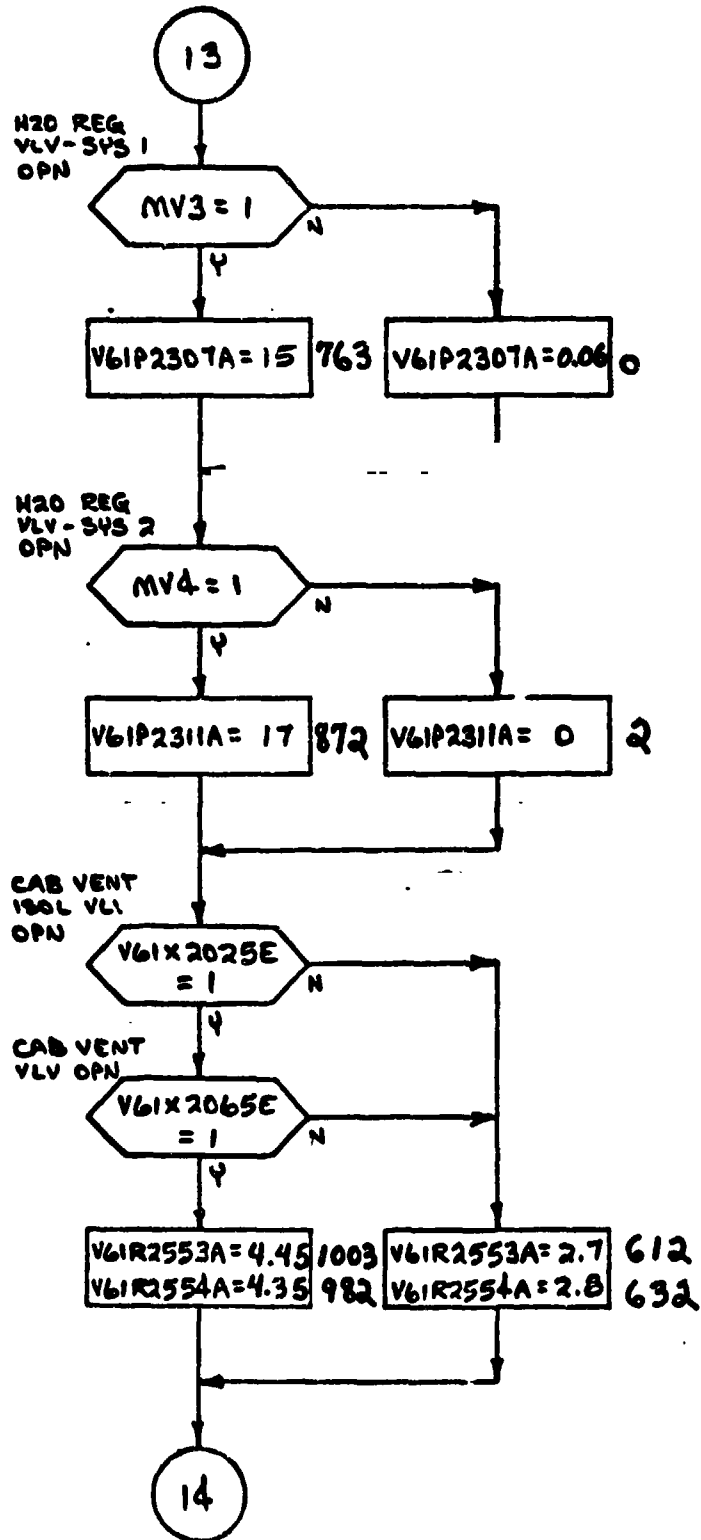 13
H20 REG
VLV-SYS 1
OPN
MV3 = 1
N
Y
V61P2307A = 15 763
V61P2307A = 0.06 0
H20 REG
VLV-SYS 2
OPN
MV4 = 1
N
Y
V61P2311A = 17 872
V61P2311A = 0 2
CAB VENT
ISOL VLV
OPN
V61X2025E
= 1
N
Y
CAB VENT
VLV OPN
V61X2065E
= 1
N
Y
V61R2553A = 4.45 1003
V61R2554A = 4.35 982
V61R2553A = 2.7 612
V61R2554A = 2.8 632
14